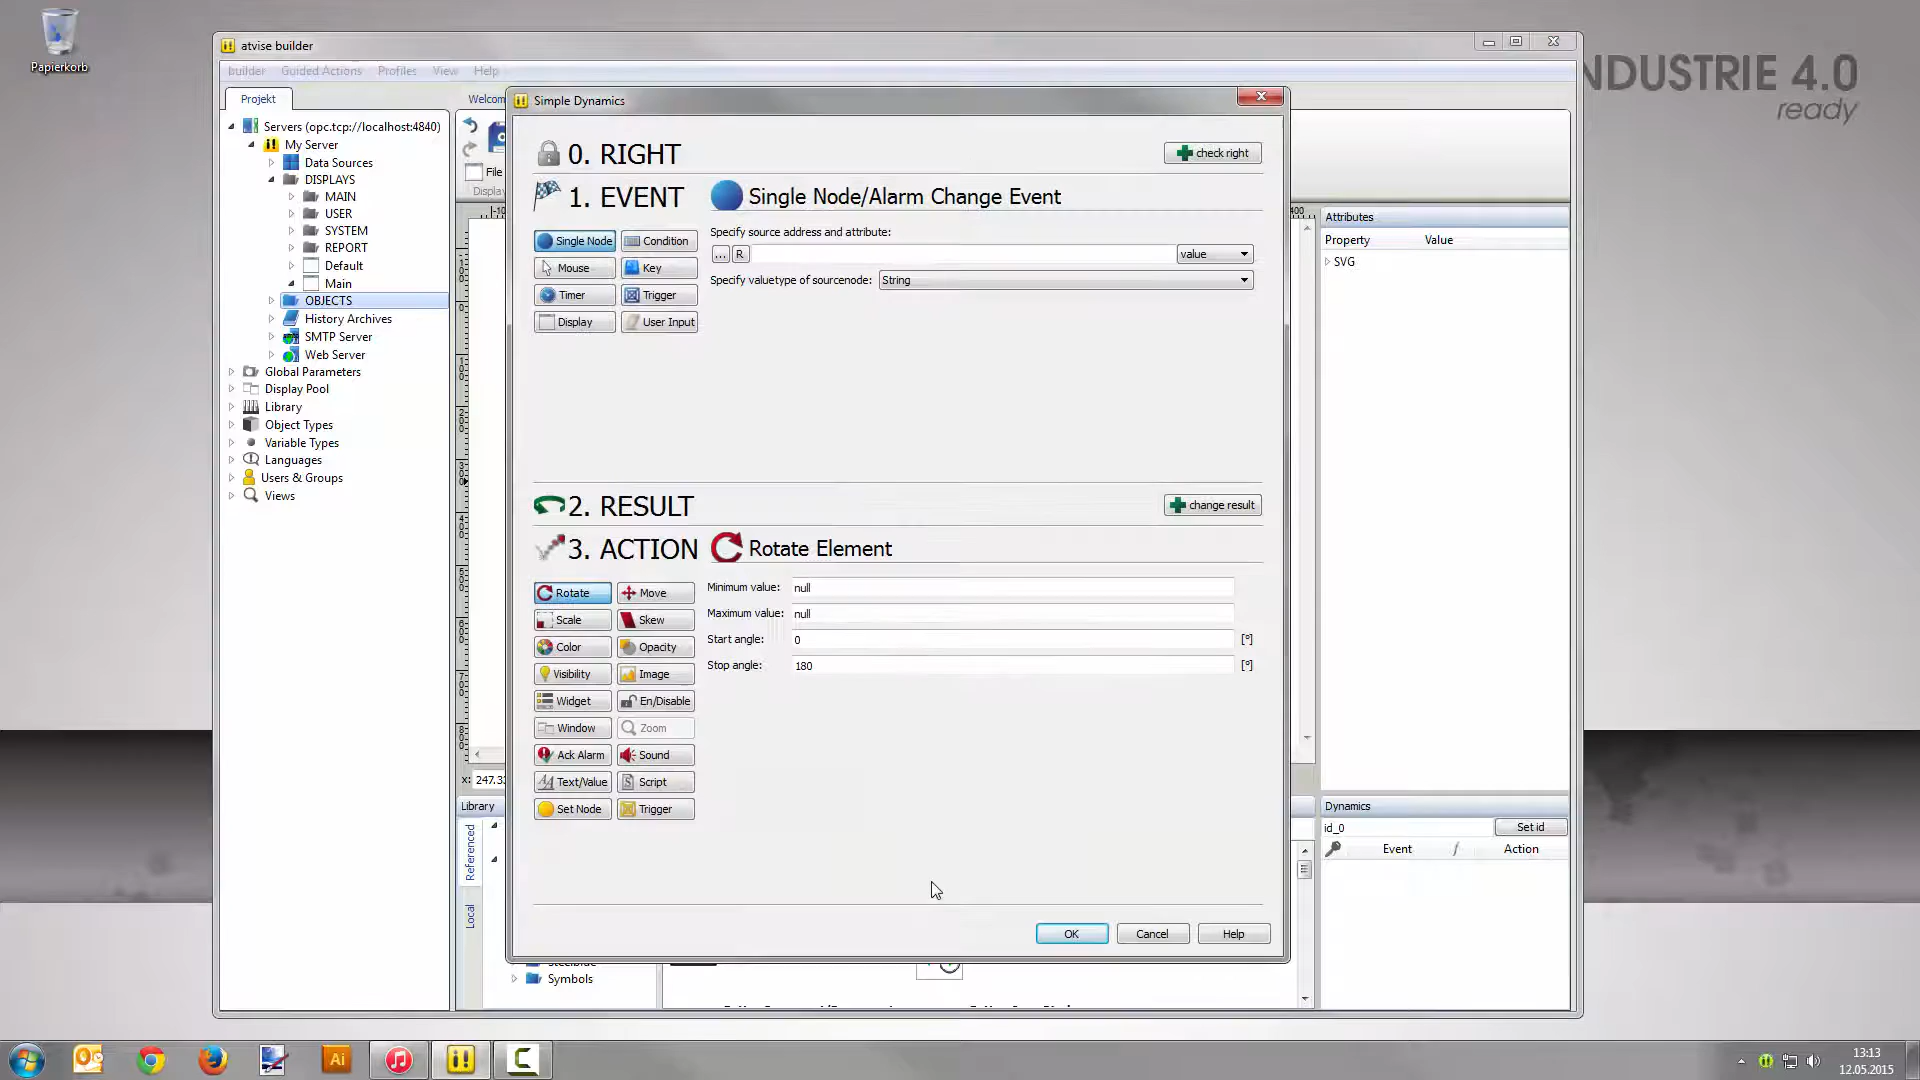 Papierkorb
NDUSTRIE 4.0
ready
atvise builder
builder
Guided Actions
Profiles
View
Help
Projekt
Welcom
Servers (opc.tcp://localhost:4840)
My Server
Data Sources
DISPLAYS
MAIN
USER
SYSTEM
REPORT
Default
Main
OBJECTS
History Archives
SMTP Server
Web Server
Global Parameters
Display Pool
Library
Object Types
Variable Types
Languages
Users & Groups
Views
File
Display
Simple Dynamics
0. RIGHT
check right
1. EVENT
Single Node/Alarm Change Event
Single Node
Condition
Mouse
Key
Timer
Trigger
Display
User Input
Specify source address and attribute:
...
R
value
Specify valuetype of sourcenode:
String
2. RESULT
change result
3. ACTION
Rotate Element
Rotate
Move
Scale
Skew
Color
Opacity
Visibility
Image
Widget
En/Disable
Window
Zoom
Ack Alarm
Sound
Text/Value
Script
Set Node
Trigger
Minimum value:
null
Maximum value:
null
Start angle:
0
[°]
Stop angle:
180
[°]
OK
Cancel
Help
400
Attributes
Property
Value
SVG
x: 247.3
Library
Referenced
Local
Symbols
Dynamics
id_0
Set id
Event
f
Action
Ai
13:13
12.05.2015